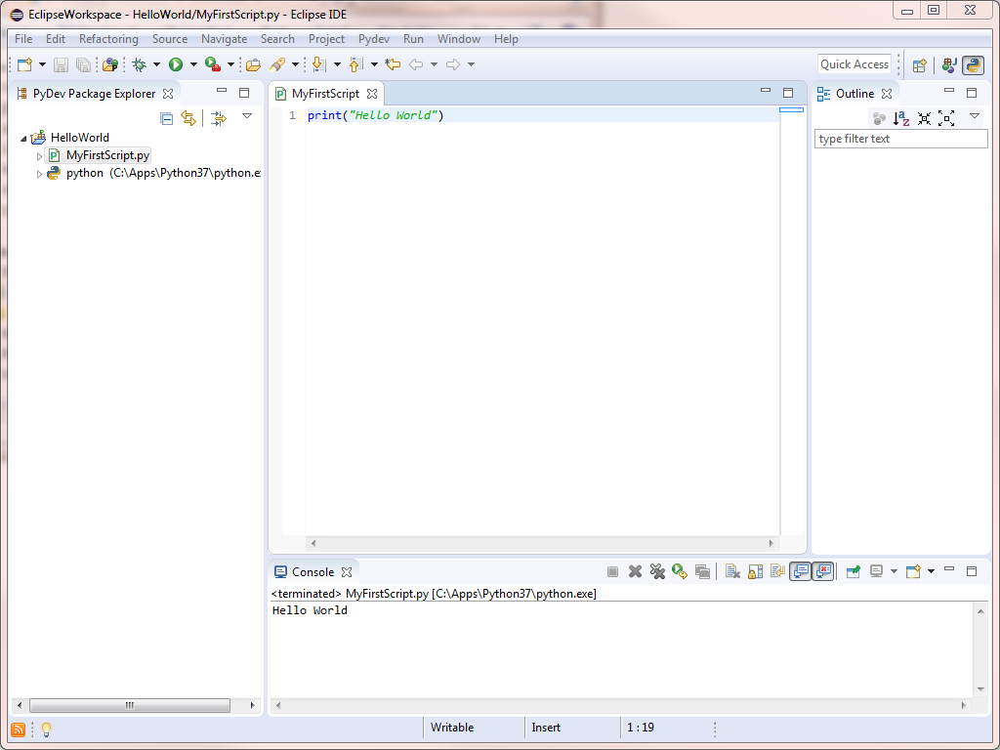 EclipseWorkspace - HelloWorld/MyFirstScript.py - Eclipse IDE
File Edit Refactoring Source Navigate Search Project Pydev Run Window Help
Quick Access
PyDev Package Explorer
HelloWorld
MyFirstScript.py
python (C:\Apps\Python37\python.e
MyFirstScript
1 print("Hello World")
Outline
type filter text
Console
<terminated> MyFirstScript.py [C:\Apps\Python37\python.exe]
Hello World
Writable Insert 1 : 19